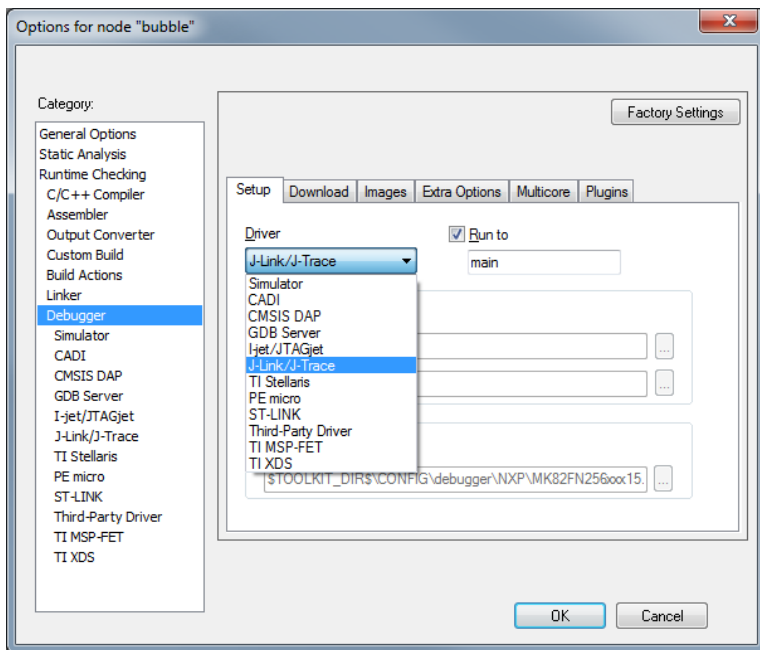 Options for node "bubble"
Category:
General Options
Static Analysis
Runtime Checking
C/C++ Compiler
Assembler
Output Converter
Custom Build
Build Actions
Linker
Debugger
Simulator
CADI
CMSIS DAP
GDB Server
I-jet/JTAGjet
J-Link/J-Trace
TI Stellaris
PE micro
ST-LINK
Third-Party Driver
TI MSP-FET
TI XDS
Factory Settings
Setup Download Images Extra Options Multicore Plugins
Driver
Run to
J-Link/J-Trace
main
Simulator
CADI
CMSIS DAP
GDB Server
I-jet/JTAGjet
J-Link/J-Trace
TI Stellaris
PE micro
ST-LINK
Third-Party Driver
TI MSP-FET
TI XDS
...
...
$TOOLKIT_DIR$\CONFIG\debugger\NXP\MK82FN256xxx15.
...
OK Cancel